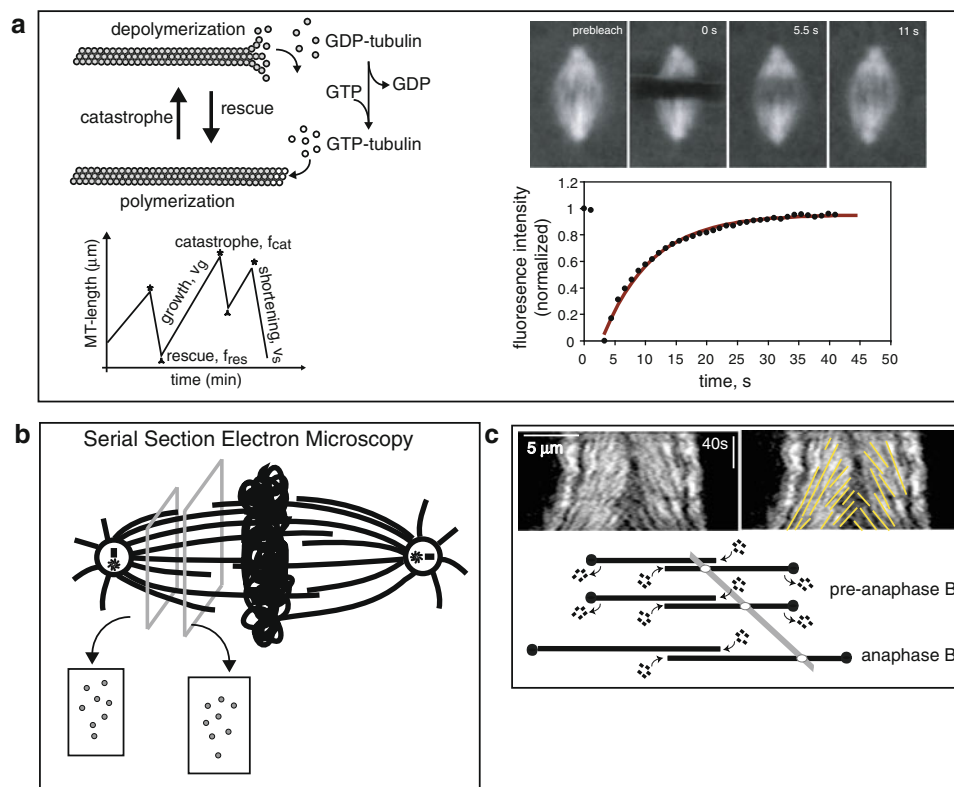 a
depolymerization
GDP-tubulin
GDP
GTP
catastrophe
rescue
GTP-tubulin
polymerization
MT-length (µm)
catastrophe, fcat
growth, vg
shortening, vs
rescue, fres
time (min)
prebleach
0 s
5.5 s
11 s
fluoresence intensity
(normalized)
1.2
1
0.8
0.6
0.4
0.2
0
0 5 10 15 20 25 30 35 40 45 50
time, s
b
Serial Section Electron Microscopy
c
5 µm
40s
pre-anaphase B
anaphase B